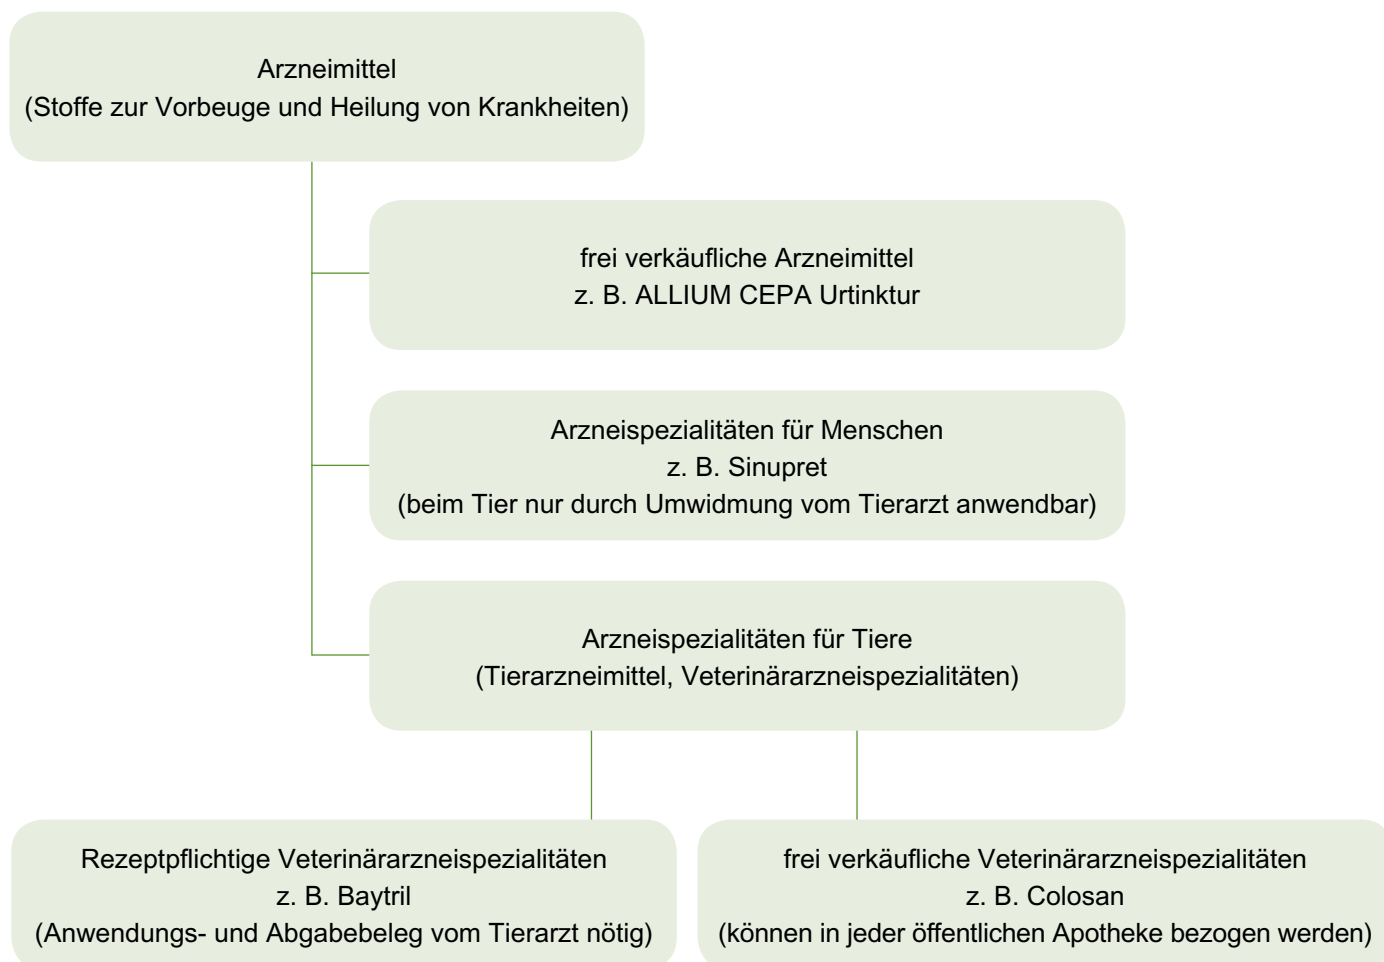 Arzneimittel
(Stoffe zur Vorbeuge und Heilung von Krankheiten)
frei verkäufliche Arzneimittel
z. B. ALLIUM CEPA Urtinktur
Arzneispezialitäten für Menschen
z. B. Sinupret
(beim Tier nur durch Umwidmung vom Tierarzt anwendbar)
Arzneispezialitäten für Tiere
(Tierarzneimittel, Veterinärarzneispezialitäten)
Rezeptpflichtige Veterinärarzneispezialitäten
z. B. Baytril
(Anwendungs- und Abgabebeleg vom Tierarzt nötig)
frei verkäufliche Veterinärarzneispezialitäten
z. B. Colosan
(können in jeder öffentlichen Apotheke bezogen werden)